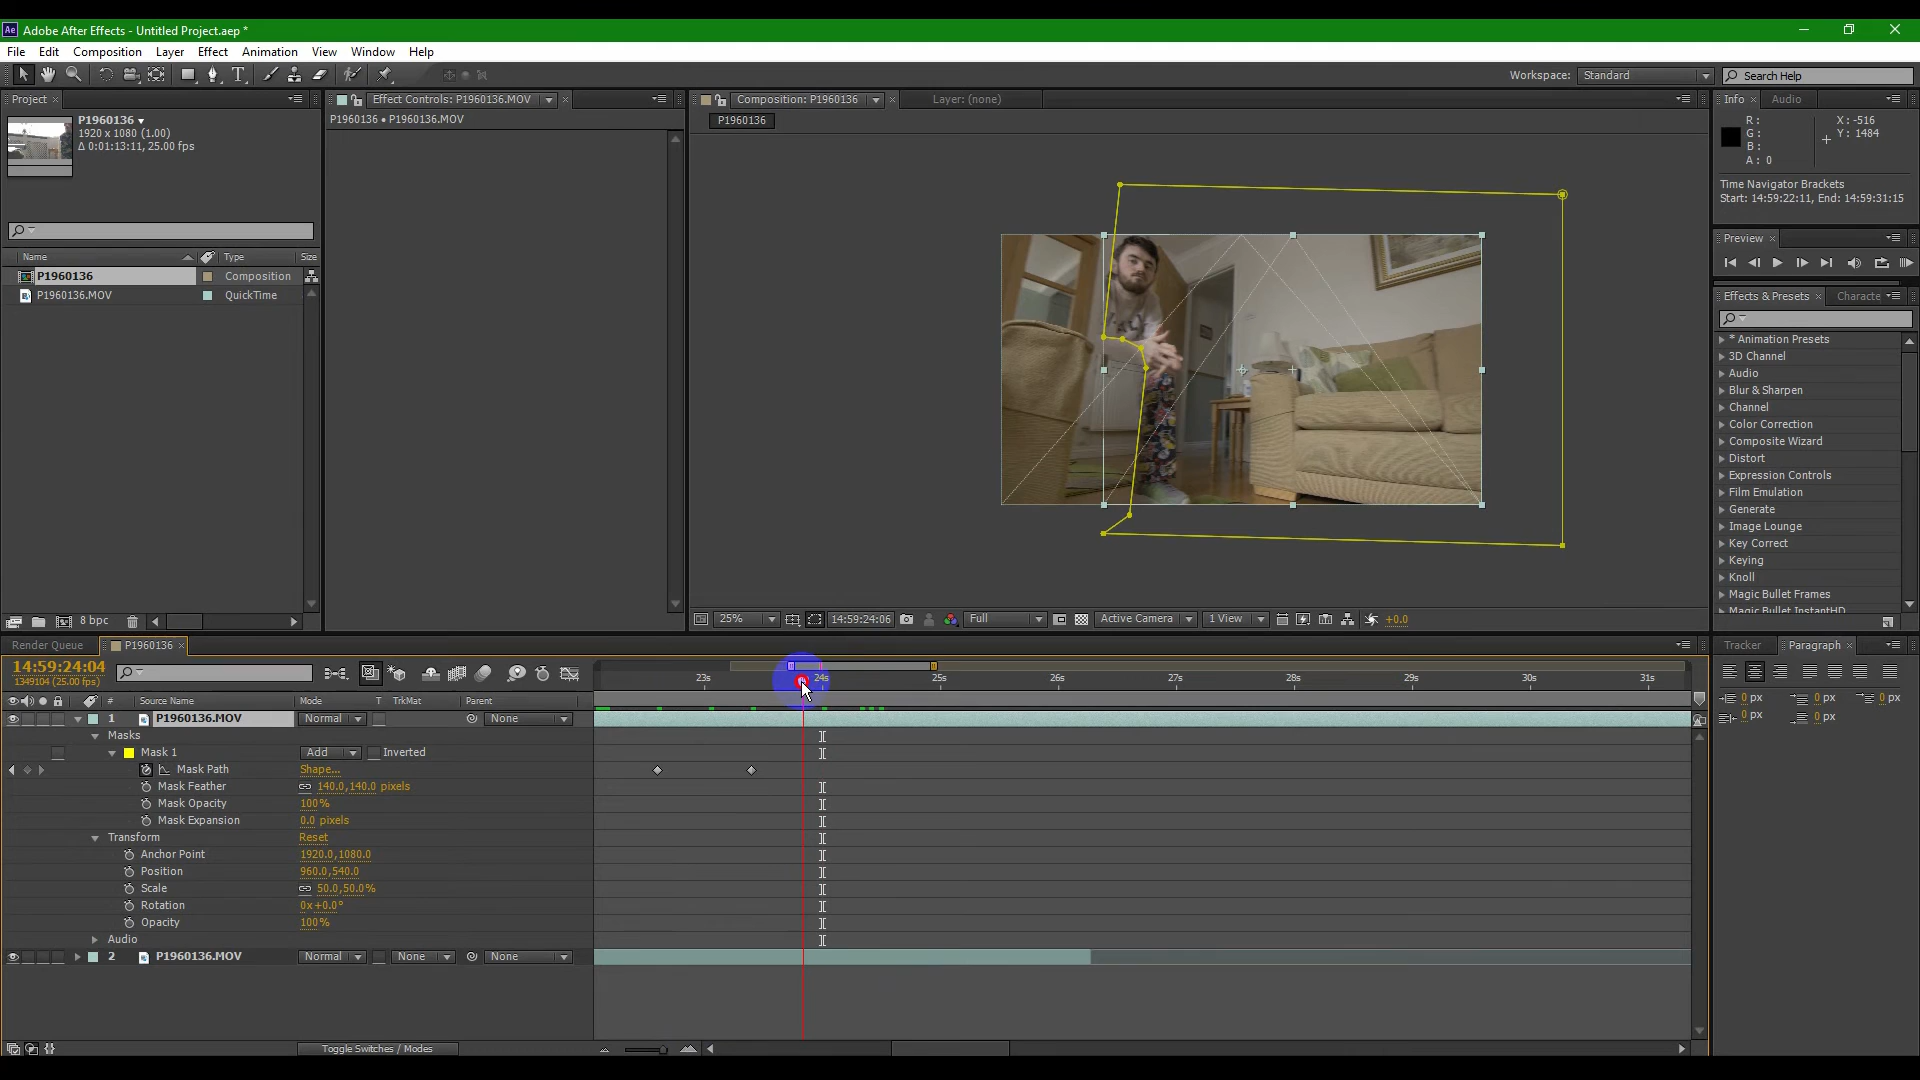 Ae Adobe After Effects - Untitled Project.aep *
File Edit Composition Layer Effect Animation View Window Help
Workspace: Standard Search Help
Project ×
P1960136
1920 x 1080 (1.00)
Δ 0:01:13:11, 25.00 fps
Name Type Size
P1960136 Composition
P1960136.MOV QuickTime
8 bpc
Effect Controls: P1960136.MOV ×
P1960136 • P1960136.MOV
Composition: P1960136 × Layer: (none)
P1960136
25% 14:59:24:06 Full Active Camera 1 View +0.0
Info × Audio
R :
G :
B :
A : 0
X : -516
Y : 1484
Time Navigator Brackets
Start: 14:59:22:11, End: 14:59:31:15
Preview ×
Effects & Presets × Characte
* Animation Presets
3D Channel
Audio
Blur & Sharpen
Channel
Color Correction
Composite Wizard
Distort
Expression Controls
Film Emulation
Generate
Image Lounge
Key Correct
Keying
Knoll
Magic Bullet Frames
Magic Bullet InstantHD
Tracker Paragraph ×
0 px 0 px 0 px
0 px 0 px
Render Queue P1960136 ×
14:59:24:04
1349104 (25.00 fps)
23s 24s 25s 26s 27s 28s 29s 30s 31s
# Source Name Mode T TrkMat Parent
1 P1960136.MOV Normal None
Masks
Mask 1 Add Inverted
Mask Path Shape...
Mask Feather 140.0,140.0 pixels
Mask Opacity 100%
Mask Expansion 0.0 pixels
Transform Reset
Anchor Point 1920.0,1080.0
Position 960.0,540.0
Scale 50.0,50.0%
Rotation 0x+0.0°
Opacity 100%
Audio
2 P1960136.MOV Normal None None
Toggle Switches / Modes